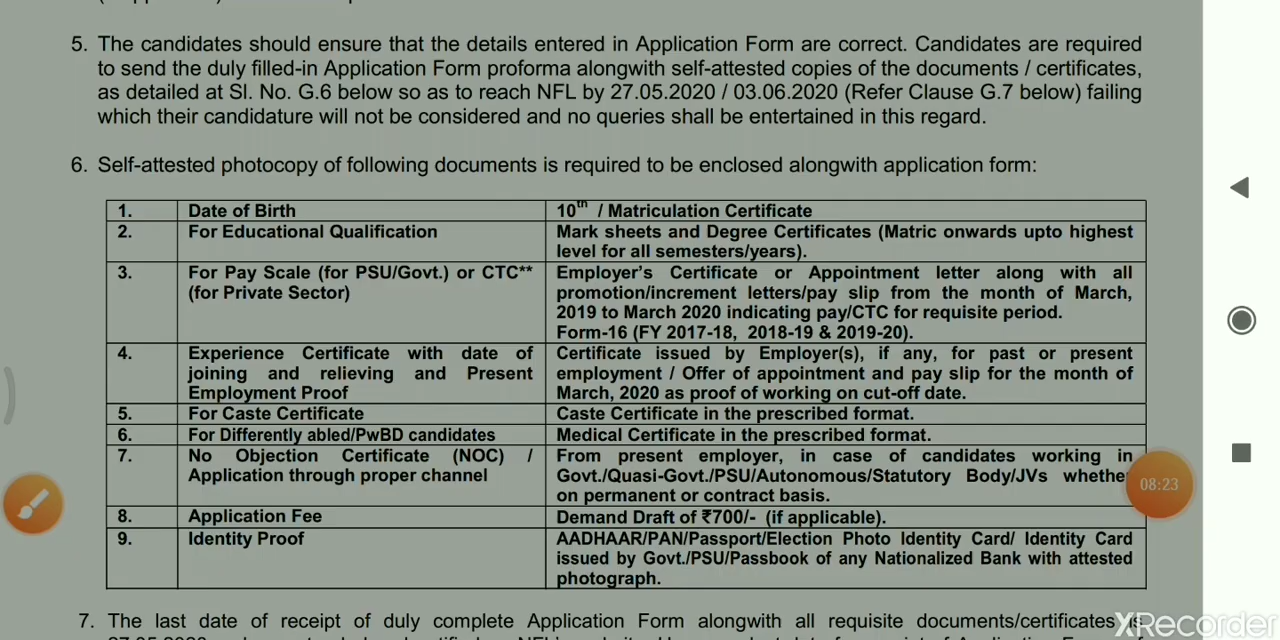 5. The candidates should ensure that the details entered in Application Form are correct. Candidates are required
to send the duly filled-in Application Form proforma alongwith self-attested copies of the documents / certificates,
as detailed at Sl. No. G.6 below so as to reach NFL by 27.05.2020 / 03.06.2020 (Refer Clause G.7 below) failing
which their candidature will not be considered and no queries shall be entertained in this regard.
6. Self-attested photocopy of following documents is required to be enclosed alongwith application form:
1. Date of Birth 10th / Matriculation Certificate
2. For Educational Qualification Mark sheets and Degree Certificates (Matric onwards upto highest
level for all semesters/years).
3. For Pay Scale (for PSU/Govt.) or CTC** Employer's Certificate or Appointment letter along with all
(for Private Sector) promotion/increment letters/pay slip from the month of March,
2019 to March 2020 indicating pay/CTC for requisite period.
Form-16 (FY 2017-18, 2018-19 & 2019-20).
4. Experience Certificate with date of Certificate issued by Employer(s), if any, for past or present
joining and relieving and Present employment / Offer of appointment and pay slip for the month of
Employment Proof March, 2020 as proof of working on cut-off date.
5. For Caste Certificate Caste Certificate in the prescribed format.
6. For Differently abled/PwBD candidates Medical Certificate in the prescribed format.
7. No Objection Certificate (NOC) / From present employer, in case of candidates working in
Application through proper channel Govt./Quasi-Govt./PSU/Autonomous/Statutory Body/JVs whethe
on permanent or contract basis.
08:23
8. Application Fee Demand Draft of ₹700/- (if applicable).
9. Identity Proof AADHAAR/PAN/Passport/Election Photo Identity Card/ Identity Card
issued by Govt./PSU/Passbook of any Nationalized Bank with attested
photograph.
7. The last date of receipt of duly complete Application Form alongwith all requisite documents/certificates
XRecorder